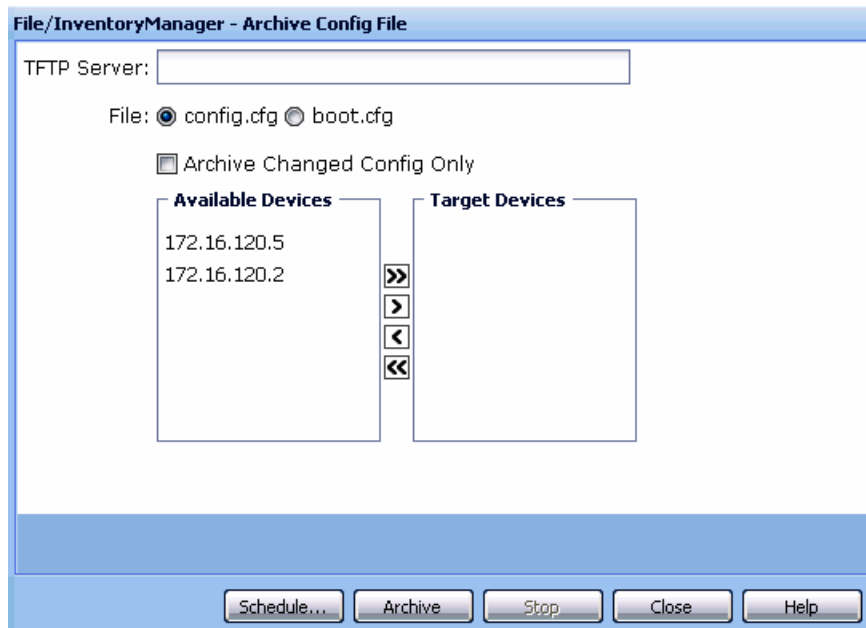 File/InventoryManager - Archive Config File
TFTP Server:
File: config.cfg boot.cfg
Archive Changed Config Only
Available Devices Target Devices
172.16.120.5
172.16.120.2
>>
>
<
<<
Schedule... Archive Stop Close Help